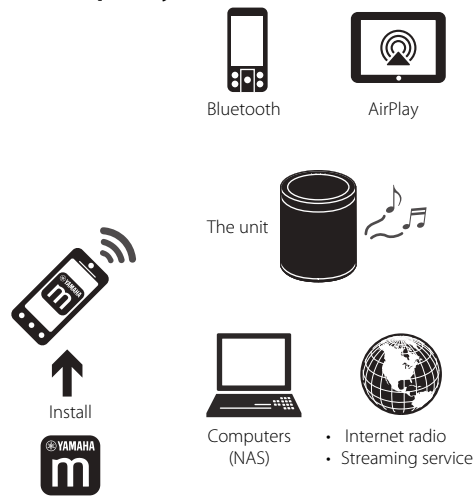 Bluetooth
AirPlay
The unit
YAMAHA
m
Install
YAMAHA
m
Computers
(NAS)
• Internet radio
• Streaming service